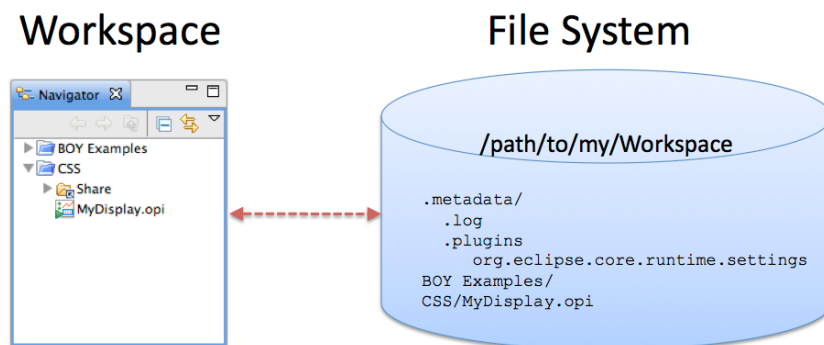 Workspace
File System
Navigator
BOY Examples
CSS
Share
MyDisplay.opi
/path/to/my/Workspace
.metadata/
.log
.plugins
org.eclipse.core.runtime.settings
BOY Examples/
CSS/MyDisplay.opi